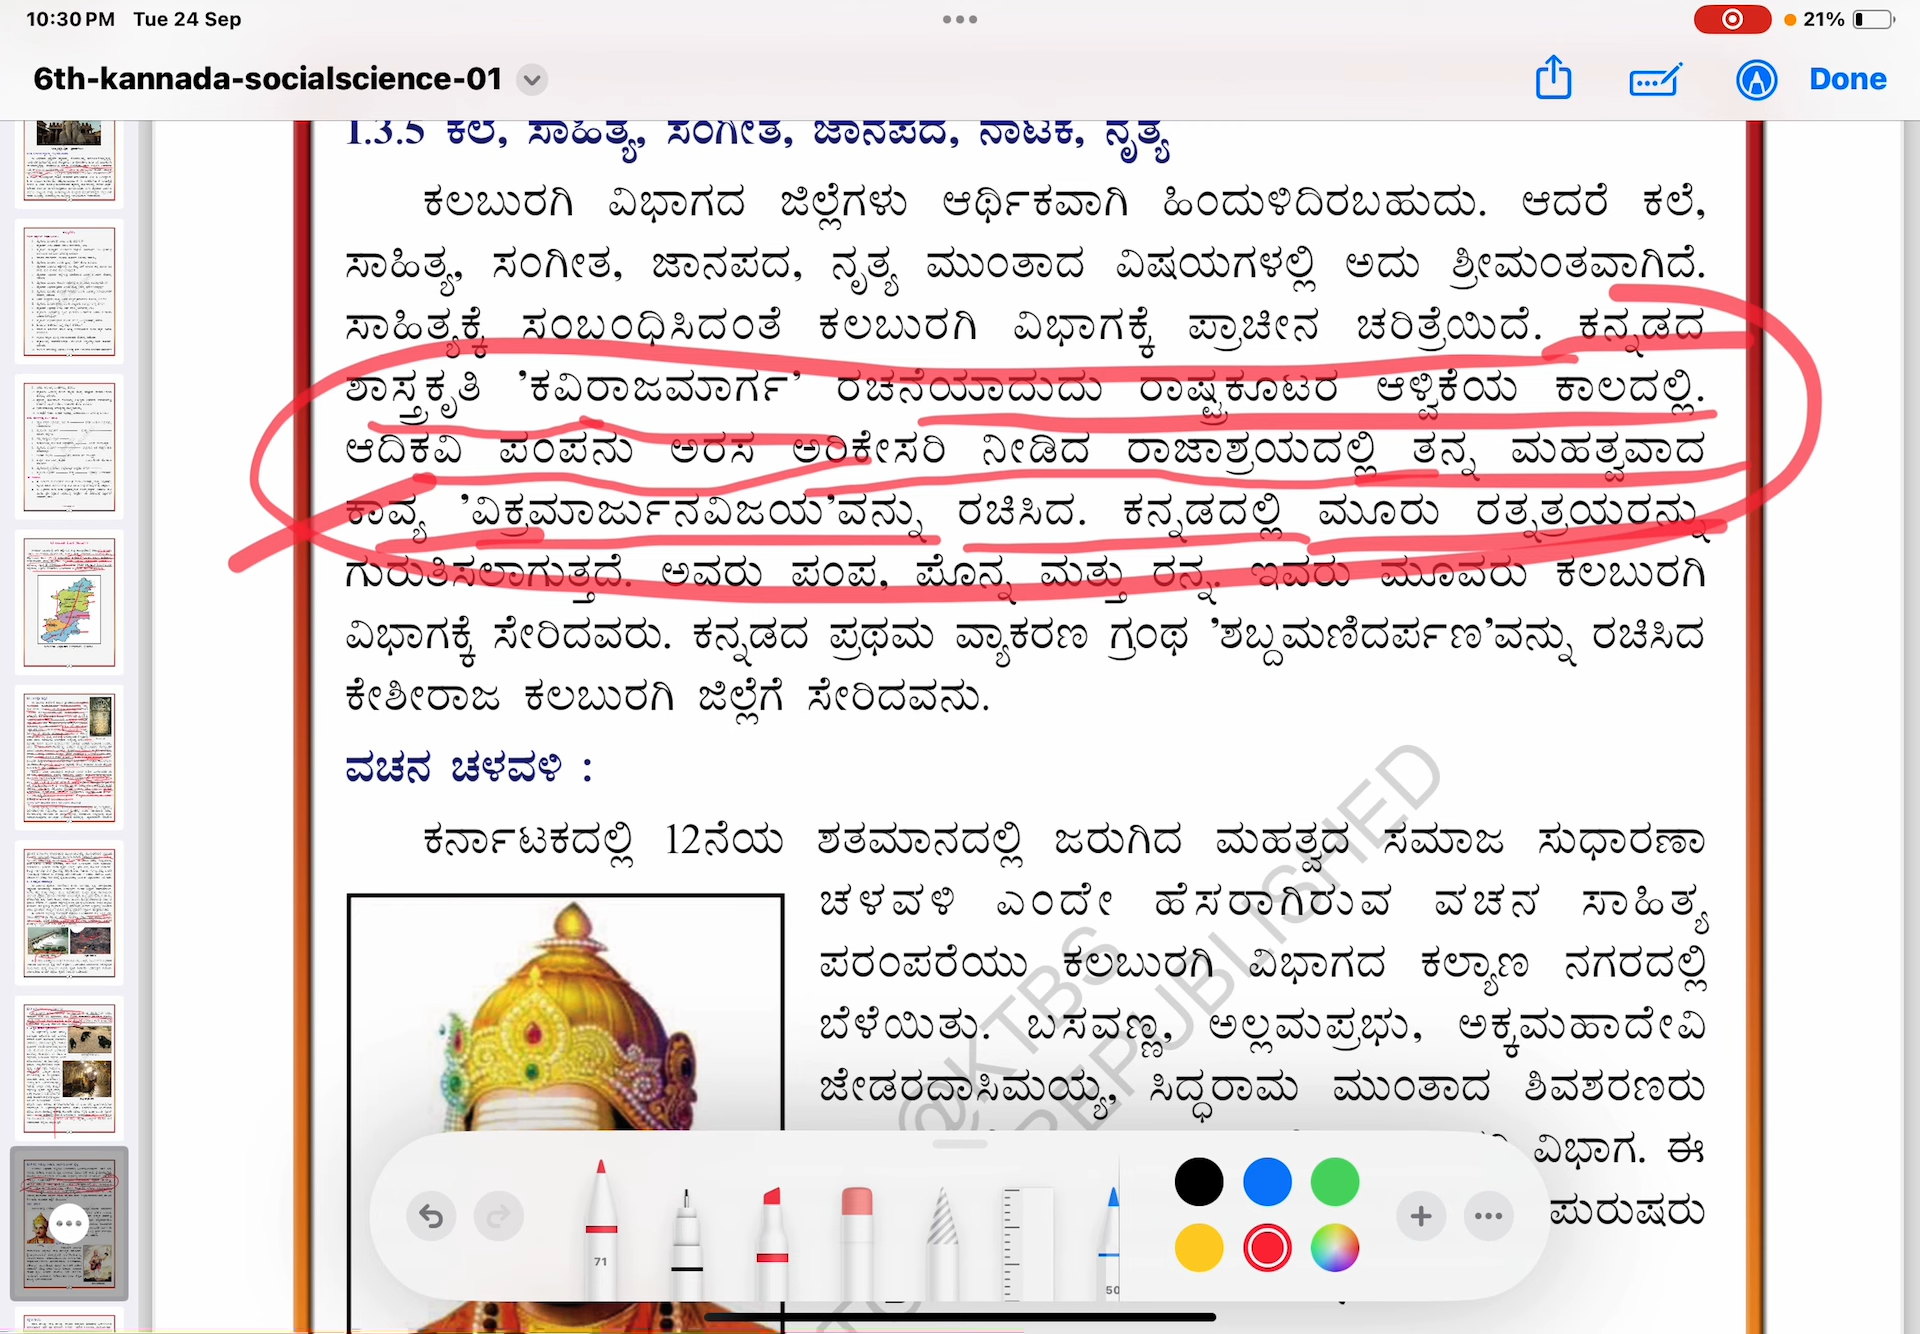 10:30 PM Tue 24 Sep
21%
6th-kannada-socialscience-01
Done
1.3.5 ಕಲೆ, ಸಾಹಿತ್ಯ, ಸಂಗೀತ, ಜಾನಪದ, ನಾಟಕ, ನೃತ್ಯ
ಕಲಬುರಗಿ ವಿಭಾಗದ ಜಿಲ್ಲೆಗಳು ಆರ್ಥಿಕವಾಗಿ ಹಿಂದುಳಿದಿರಬಹುದು. ಆದರೆ ಕಲೆ,
ಸಾಹಿತ್ಯ, ಸಂಗೀತ, ಜಾನಪದ, ನೃತ್ಯ ಮುಂತಾದ ವಿಷಯಗಳಲ್ಲಿ ಅದು ಶ್ರೀಮಂತವಾಗಿದೆ.
ಸಾಹಿತ್ಯಕ್ಕೆ ಸಂಬಂಧಿಸಿದಂತೆ ಕಲಬುರಗಿ ವಿಭಾಗಕ್ಕೆ ಪ್ರಾಚೀನ ಚರಿತ್ರೆಯಿದೆ. ಕನ್ನಡದ
ಶಾಸ್ತ್ರಕೃತಿ 'ಕವಿರಾಜಮಾರ್ಗ' ರಚನೆಯಾದುದು ರಾಷ್ಟ್ರಕೂಟರ ಆಳ್ವಿಕೆಯ ಕಾಲದಲ್ಲಿ.
ಆದಿಕವಿ ಪಂಪನು ಅರಸ ಅರಿಕೇಸರಿ ನೀಡಿದ ರಾಜಾಶ್ರಯದಲ್ಲಿ ತನ್ನ ಮಹತ್ವವಾದ
ಕಾವ್ಯ 'ವಿಕ್ರಮಾರ್ಜುನವಿಜಯ'ವನ್ನು ರಚಿಸಿದ. ಕನ್ನಡದಲ್ಲಿ ಮೂರು ರತ್ನತ್ರಯರನ್ನು
ಗುರುತಿಸಲಾಗುತ್ತದೆ. ಅವರು ಪಂಪ, ಪೊನ್ನ ಮತ್ತು ರನ್ನ. ಇವರು ಮೂವರು ಕಲಬುರಗಿ
ವಿಭಾಗಕ್ಕೆ ಸೇರಿದವರು. ಕನ್ನಡದ ಪ್ರಥಮ ವ್ಯಾಕರಣ ಗ್ರಂಥ 'ಶಬ್ದಮಣಿದರ್ಪಣ'ವನ್ನು ರಚಿಸಿದ
ಕೇಶೀರಾಜ ಕಲಬುರಗಿ ಜಿಲ್ಲೆಗೆ ಸೇರಿದವನು.
ವಚನ ಚಳವಳಿ :
ಕರ್ನಾಟಕದಲ್ಲಿ 12ನೆಯ ಶತಮಾನದಲ್ಲಿ ಜರುಗಿದ ಮಹತ್ವದ ಸಮಾಜ ಸುಧಾರಣಾ
ಚಳವಳಿ ಎಂದೇ ಹೆಸರಾಗಿರುವ ವಚನ ಸಾಹಿತ್ಯ
ಪರಂಪರೆಯು ಕಲಬುರಗಿ ವಿಭಾಗದ ಕಲ್ಯಾಣ ನಗರದಲ್ಲಿ
ಬೆಳೆಯಿತು. ಬಸವಣ್ಣ, ಅಲ್ಲಮಪ್ರಭು, ಅಕ್ಕಮಹಾದೇವಿ
ಜೇಡರದಾಸಿಮಯ್ಯ, ಸಿದ್ಧರಾಮ ಮುಂತಾದ ಶಿವಶರಣರು
ವಿಭಾಗ. ಈ
ಪುರುಷರು
@KTBS
REPUBLISHED
71
50